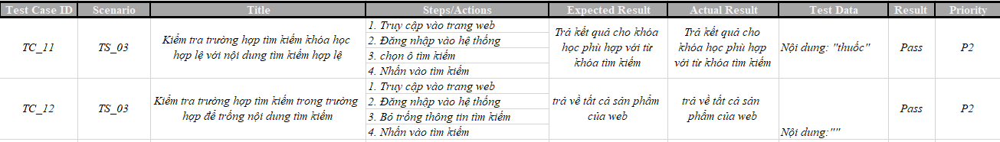 Test Case ID Scenario Title Steps/Actions Expected Result Actual Result Test Data Result Priority
TC_11
TS_03
Kiểm tra trường hợp tìm kiếm khóa học
hợp lệ với nội dung tìm kiếm hợp lệ
1. Truy cập vào trang web
2. Đăng nhập vào hệ thống
3. chọn ô tìm kiếm
4. Nhấn vào tìm kiếm
Trả kết quả cho khóa
học phù hợp với từ
khóa tìm kiếm
Trả kết quả cho
khóa học phù hợp
với từ khóa tìm kiếm
Nội dung: "thuốc"
Pass
P2
TC_12
TS_03
Kiểm tra trường hợp tìm kiếm trong trường
hợp để trống nội dung tìm kiếm
1. Truy cập vào trang web
2. Đăng nhập vào hệ thống
3. Bỏ trống thông tin tìm kiếm
4. Nhấn vào tìm kiếm
trả về tất cả sản phẩm
của web
trả về tất cả sản
phẩm của web
Nội dung:""
Pass
P2